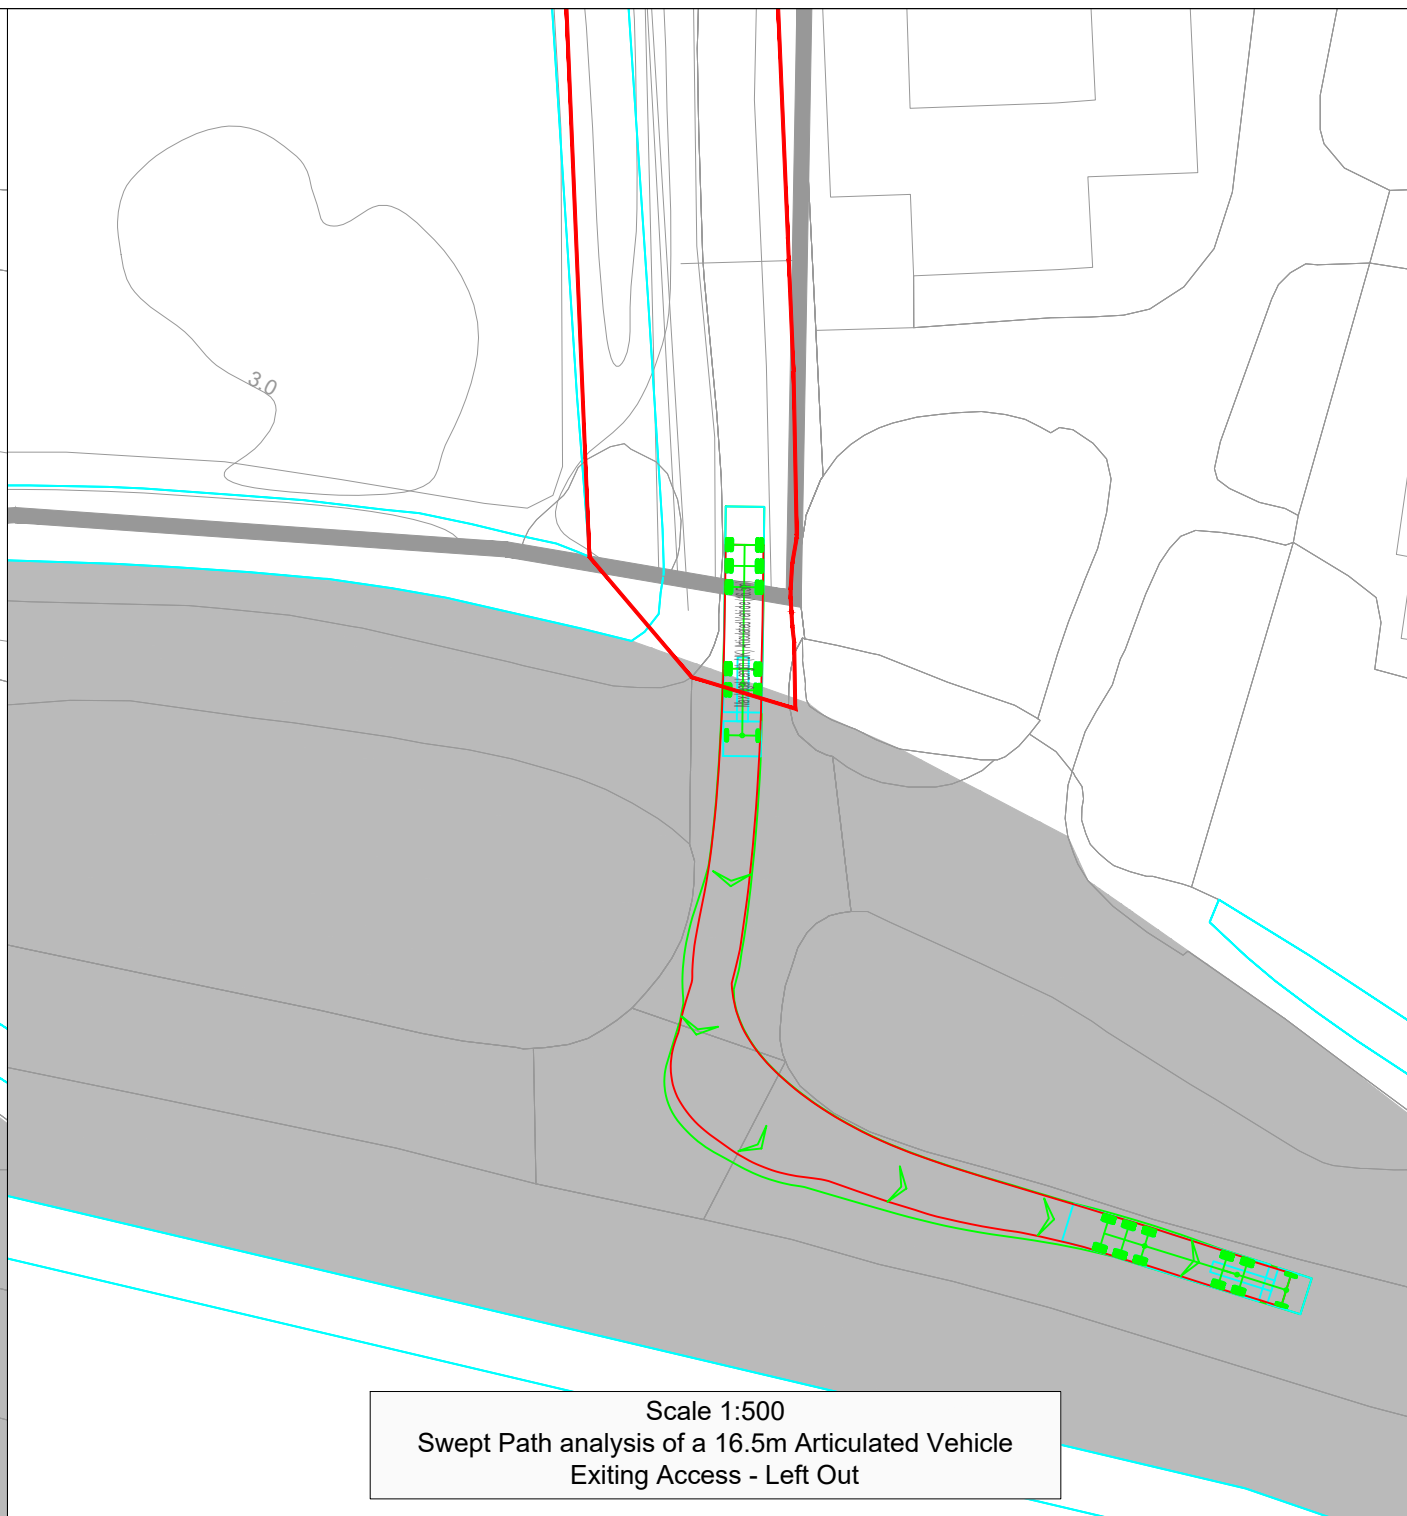 3.0
Scale 1:500
Swept Path analysis of a 16.5m Articulated Vehicle
Exiting Access - Left Out